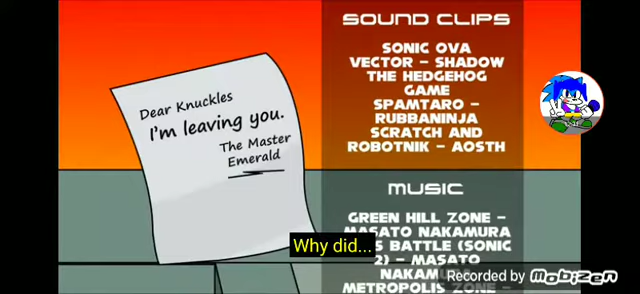 Dear Knuckles
I'm leaving you.
The Master
Emerald
SOUND CLIPS
SONIC OVA
VECTOR - SHADOW
THE HEDGEHOG
GAME
SPAMTARO -
RUBBANINJA
SCRATCH AND
ROBOTNIK - AOSTH
MUSIC
GREEN HILL ZONE -
MASATO NAKAMURA
BATTLE (SONIC
2) - MASATO
NAKAMURA
METROPOLIS ZONE -
Why did...
Recorded by Mobizen